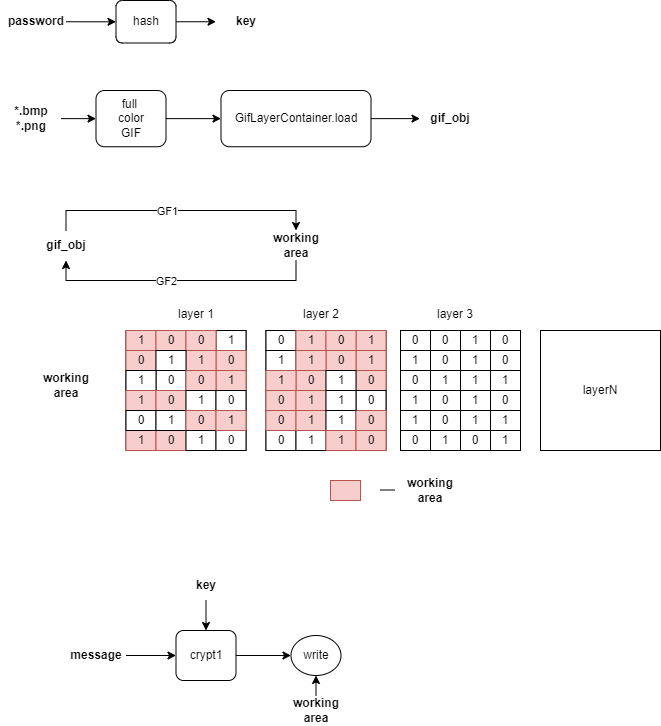 password hash key
*.bmp
*.png
full
color
GIF
GifLayerContainer.load gif_obj
GF1
gif_obj
working
area
GF2
layer 1 layer 2 layer 3
working
area
1 0 0 1
0 1 1 0
1 0 0 1
1 0 1 0
0 1 0 1
1 0 1 0
0 1 0 1
1 1 0 1
1 0 1 0
0 1 1 0
0 1 1 0
0 1 1 0
0 0 1 0
1 0 1 0
0 1 1 1
1 0 1 0
1 0 1 1
0 1 0 1
layerN
working
area
key
message crypt1 write
working
area